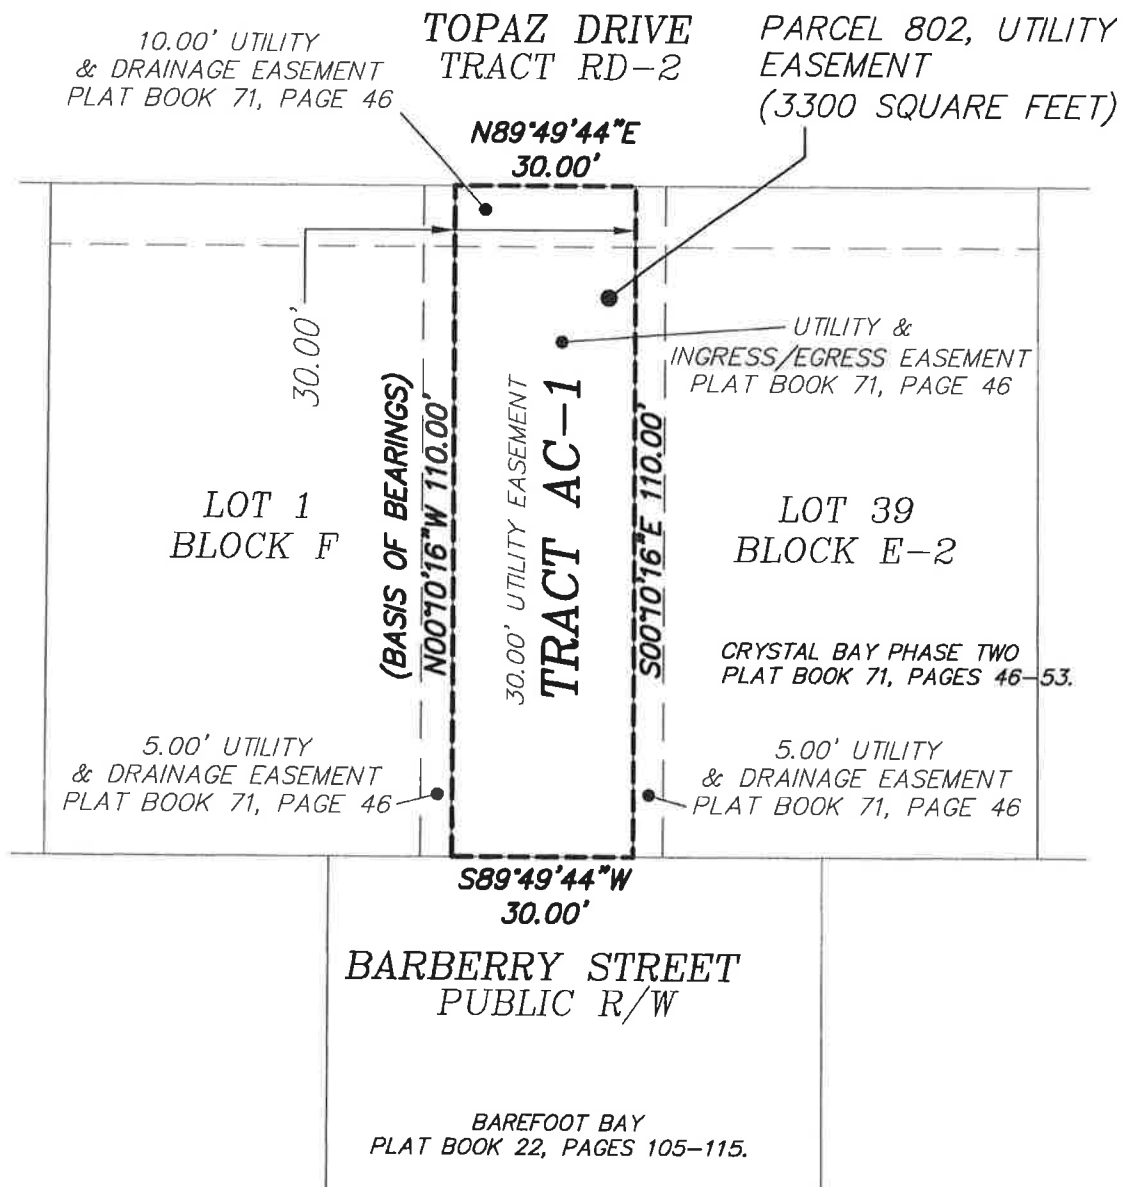 10.00' UTILITY
& DRAINAGE EASEMENT
PLAT BOOK 71, PAGE 46
TOPAZ DRIVE
TRACT RD-2
PARCEL 802, UTILITY
EASEMENT
(3300 SQUARE FEET)
N89°49'44"E
30.00'
30.00'
UTILITY &
INGRESS/EGRESS EASEMENT
PLAT BOOK 71, PAGE 46
(BASIS OF BEARINGS)
N00°10'16"W 110.00'
30.00' UTILITY EASEMENT
TRACT AC-1
S00°10'16"E 110.00'
LOT 1
BLOCK F
LOT 39
BLOCK E-2
CRYSTAL BAY PHASE TWO
PLAT BOOK 71, PAGES 46-53.
5.00' UTILITY
& DRAINAGE EASEMENT
PLAT BOOK 71, PAGE 46
5.00' UTILITY
& DRAINAGE EASEMENT
PLAT BOOK 71, PAGE 46
S89°49'44"W
30.00'
BARBERRY STREET
PUBLIC R/W
BAREFOOT BAY
PLAT BOOK 22, PAGES 105-115.